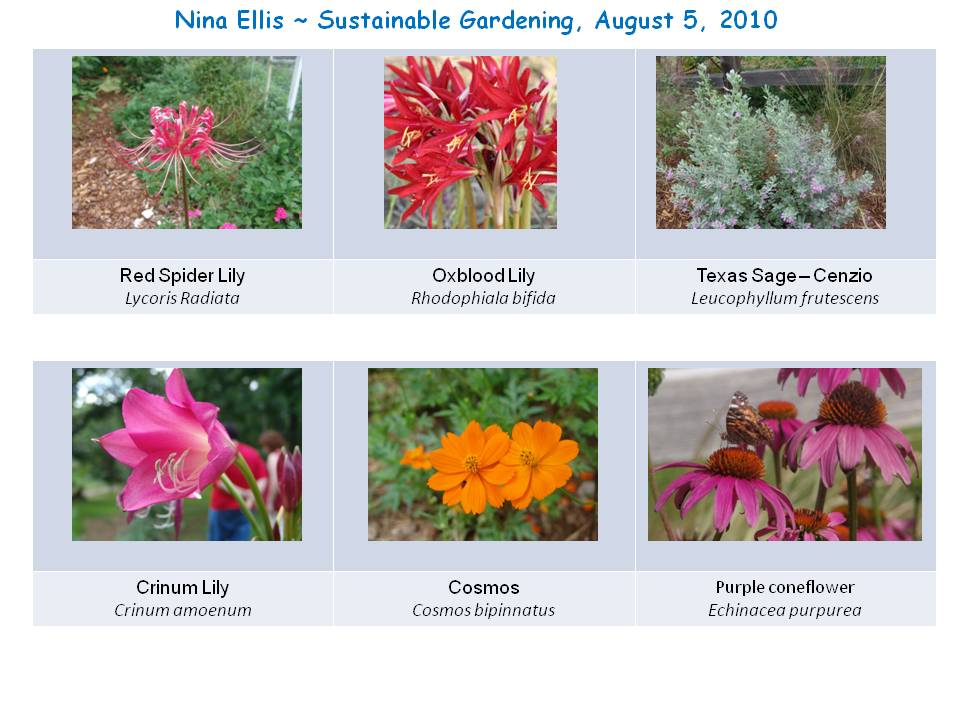 Nina Ellis ~ Sustainable Gardening, August 5, 2010
Red Spider Lily
Lycoris Radiata
Oxblood Lily
Rhodophiala bifida
Texas Sage – Cenzio
Leucophyllum frutescens
Crinum Lily
Crinum amoenum
Cosmos
Cosmos bipinnatus
Purple coneflower
Echinacea purpurea